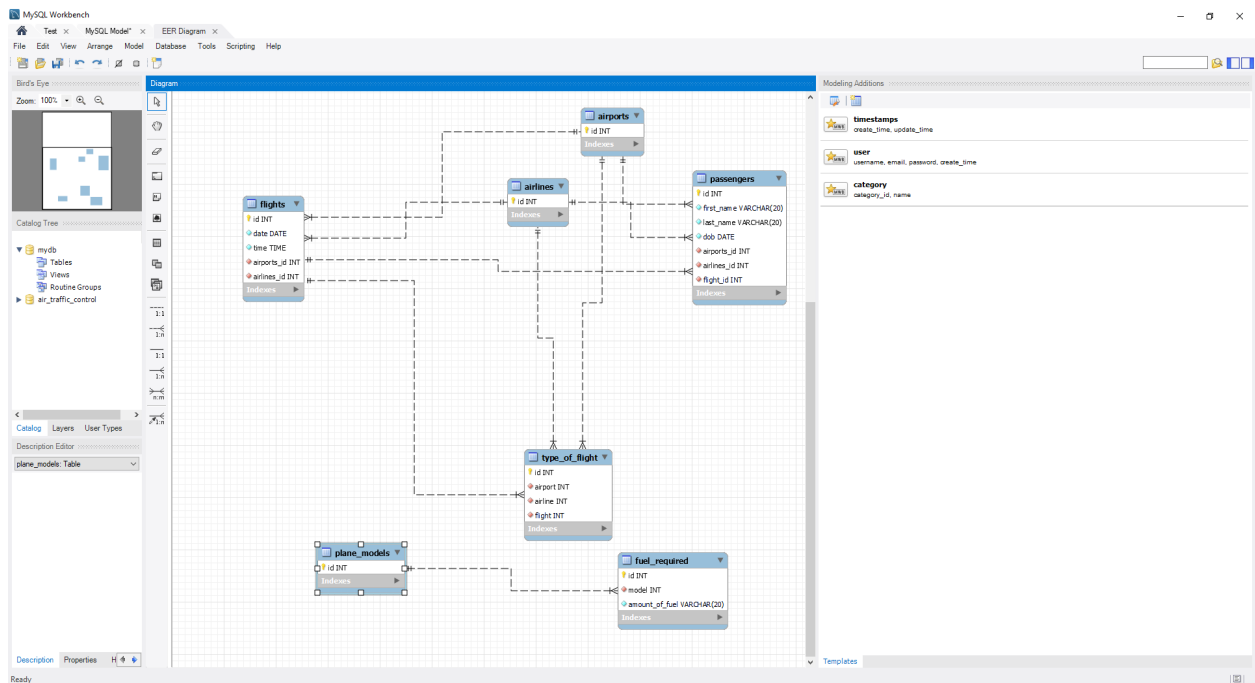 MySQL Workbench
Test × MySQL Model* × EER Diagram ×
File Edit View Arrange Model Database Tools Scripting Help
Bird's Eye
Zoom: 100%
Catalog Tree
mydb
Tables
Views
Routine Groups
air_traffic_control
Catalog Layers User Types
Description Editor
plane_models: Table
Description Properties H
Ready
1:1
1:n
1:1
1:n
n:m
1:n
Diagram
airports
id INT
Indexes
airlines
id INT
Indexes
passengers
id INT
first_name VARCHAR(20)
last_name VARCHAR(20)
dob DATE
airports_id INT
airlines_id INT
flight_id INT
Indexes
flights
id INT
date DATE
time TIME
airports_id INT
airlines_id INT
Indexes
type_of_flight
id INT
airport INT
airline INT
flight INT
Indexes
plane_models
id INT
Indexes
fuel_required
id INT
model INT
amount_of_fuel VARCHAR(20)
Indexes
Modeling Additions
timestamps
create_time, update_time
user
username, email, password, create_time
category
category_id, name
Templates